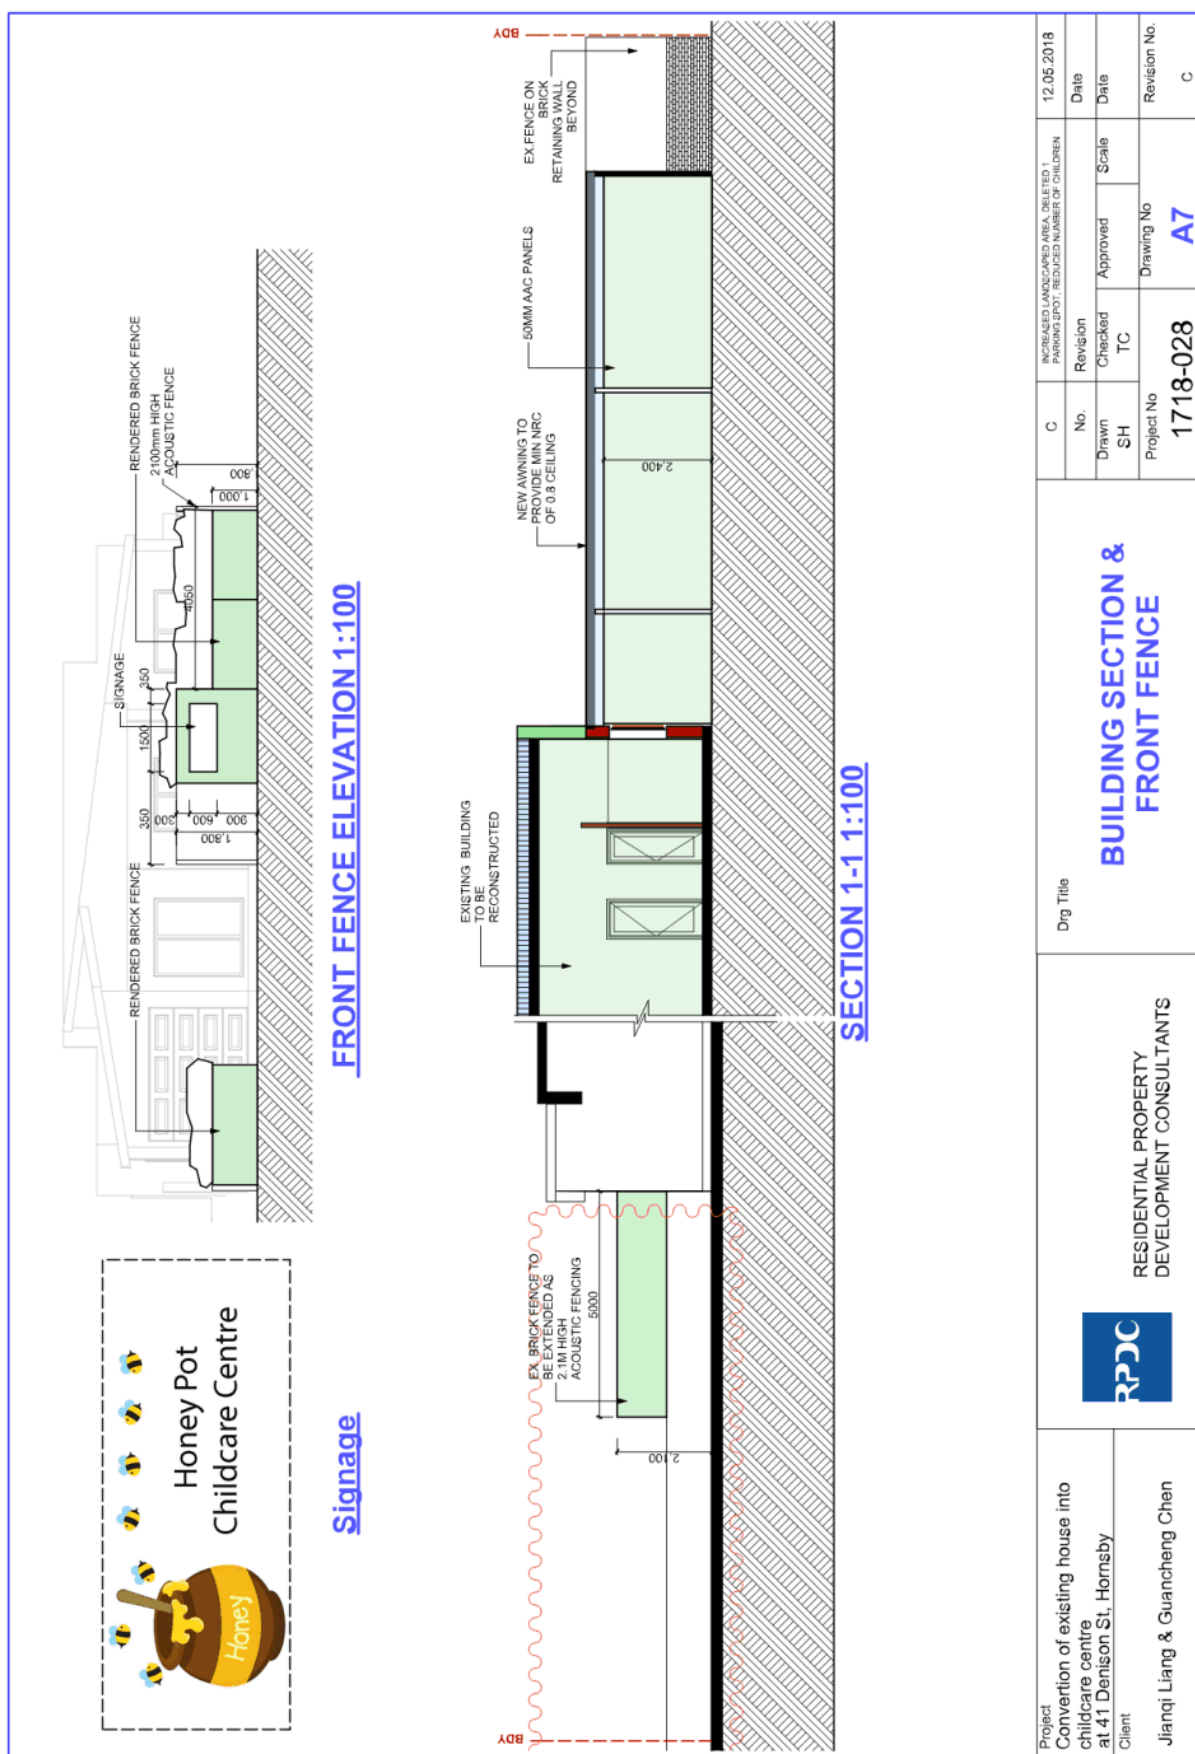 Honey
Honey Pot
Childcare Centre
Signage
RENDERED BRICK FENCE
SIGNAGE
RENDERED BRICK FENCE
2100mm HIGH
ACOUSTIC FENCE
350
1500
350
4050
300
600
900
1,800
1,000
1,800
FRONT FENCE ELEVATION 1:100
BDY
EX. BRICK FENCE TO
BE EXTENDED AS
2.1M HIGH
ACOUSTIC FENCING
5000
2,100
EXISTING BUILDING
TO BE
RECONSTRUCTED
NEW AWNING TO
PROVIDE MIN NRC
OF 0.8 CEILING
50MM AAC PANELS
2,400
EX.FENCE ON
BRICK
RETAINING WALL
BEYOND
BDY
SECTION 1-1 1:100
Project
Convertion of existing house into
childcare centre
at 41 Denison St, Hornsby
Client
Jianqi Liang & Guancheng Chen
RPDC
RESIDENTIAL PROPERTY
DEVELOPMENT CONSULTANTS
Drg Title
BUILDING SECTION &
FRONT FENCE
C
INCREASED LANDSCAPED AREA, DELETED 1
PARKING SPOT, REDUCED NUMBER OF CHILDREN
12.05.2018
No.
Revision
Date
Drawn
SH
Checked
TC
Approved
Scale
Date
Project No
1718-028
Drawing No
A7
Revision No.
C